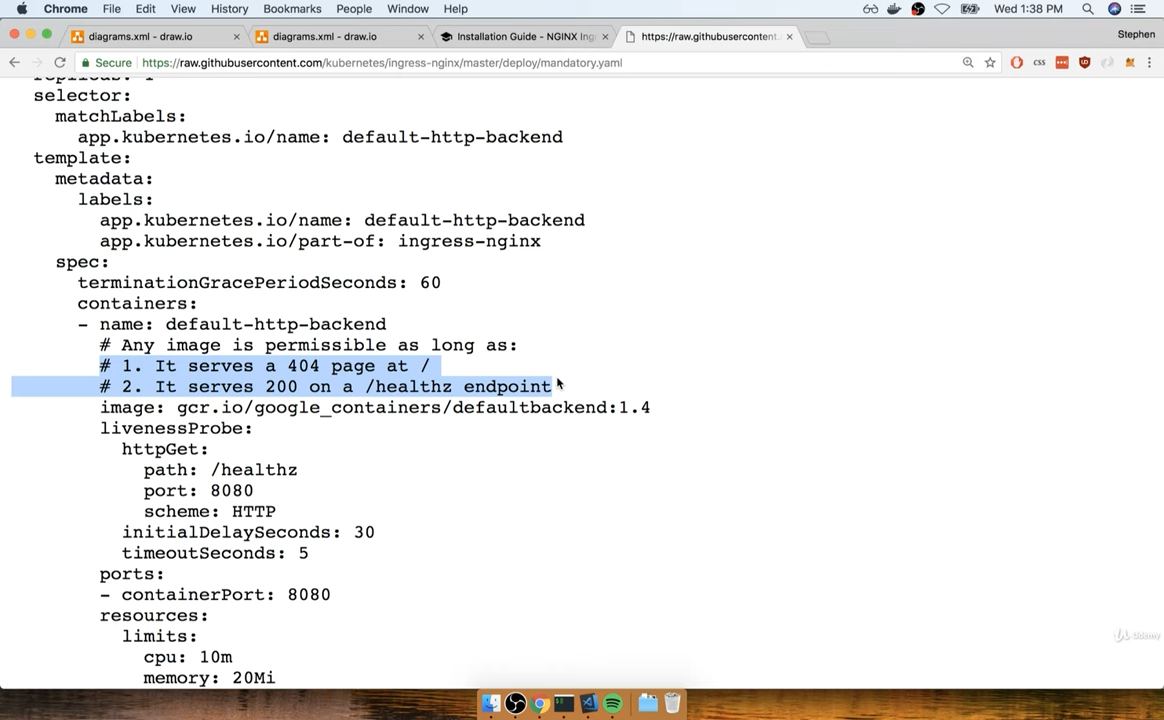 Chrome File Edit View History Bookmarks People Window Help Wed 1:38 PM
diagrams.xml - draw.io diagrams.xml - draw.io Installation Guide - NGINX Ing https://raw.githubusercontent. Stephen
Secure https://raw.githubusercontent.com/kubernetes/ingress-nginx/master/deploy/mandatory.yaml css
replicas: 1
selector:
matchLabels:
app.kubernetes.io/name: default-http-backend
template:
metadata:
labels:
app.kubernetes.io/name: default-http-backend
app.kubernetes.io/part-of: ingress-nginx
spec:
terminationGracePeriodSeconds: 60
containers:
- name: default-http-backend
# Any image is permissible as long as:
# 1. It serves a 404 page at /
# 2. It serves 200 on a /healthz endpoint
image: gcr.io/google_containers/defaultbackend:1.4
livenessProbe:
httpGet:
path: /healthz
port: 8080
scheme: HTTP
initialDelaySeconds: 30
timeoutSeconds: 5
ports:
- containerPort: 8080
resources:
limits:
cpu: 10m
memory: 20Mi
Udemy